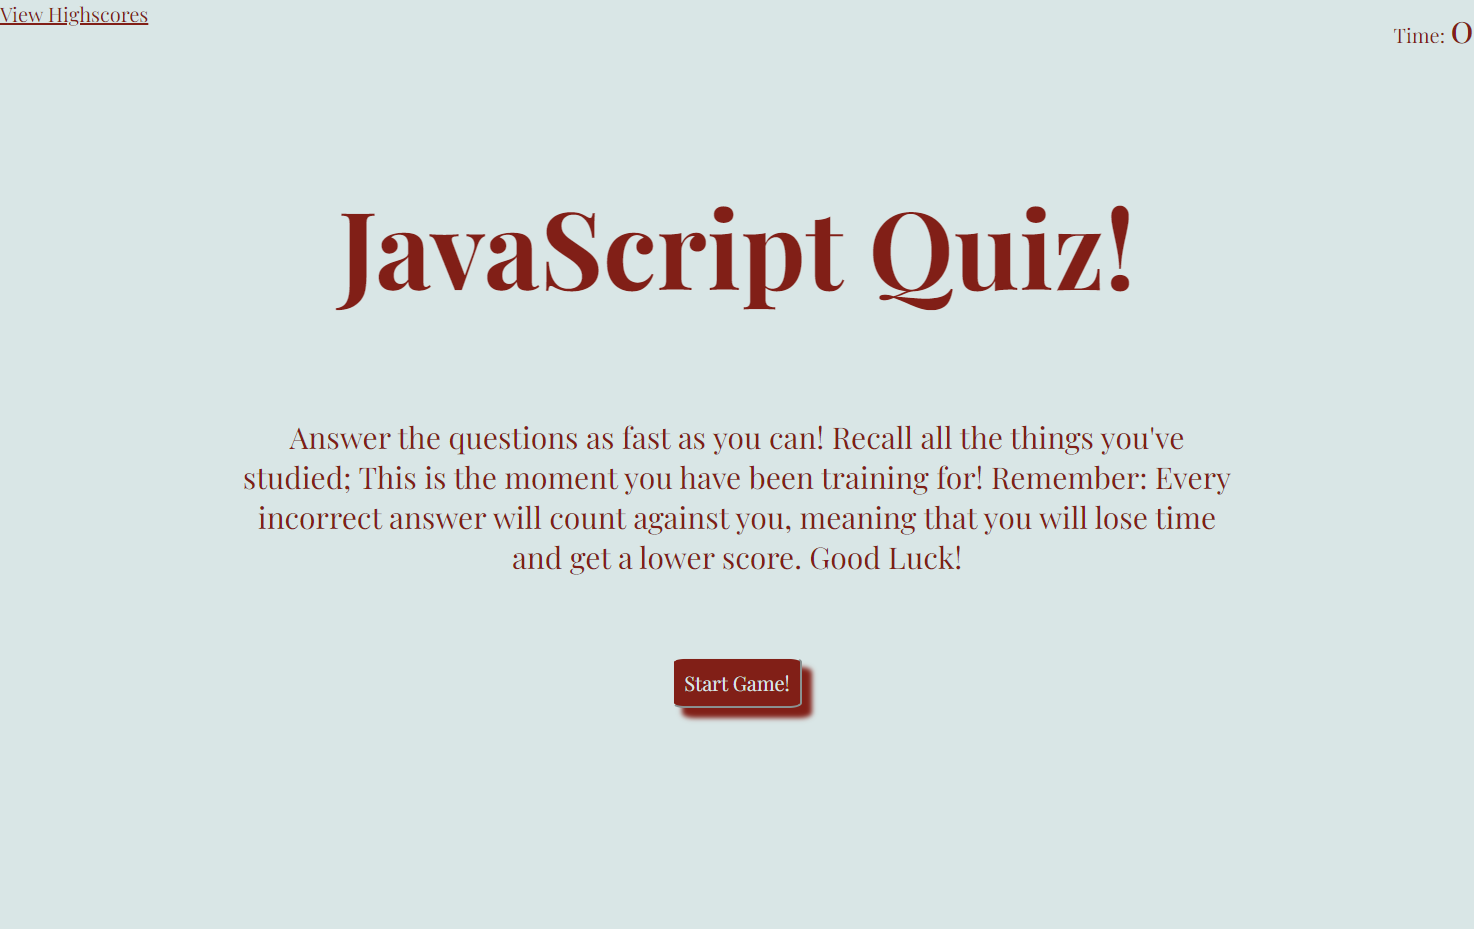 View Highscores
Time: 0
JavaScript Quiz!
Answer the questions as fast as you can! Recall all the things you've
studied; This is the moment you have been training for! Remember: Every
incorrect answer will count against you, meaning that you will lose time
and get a lower score. Good Luck!
Start Game!